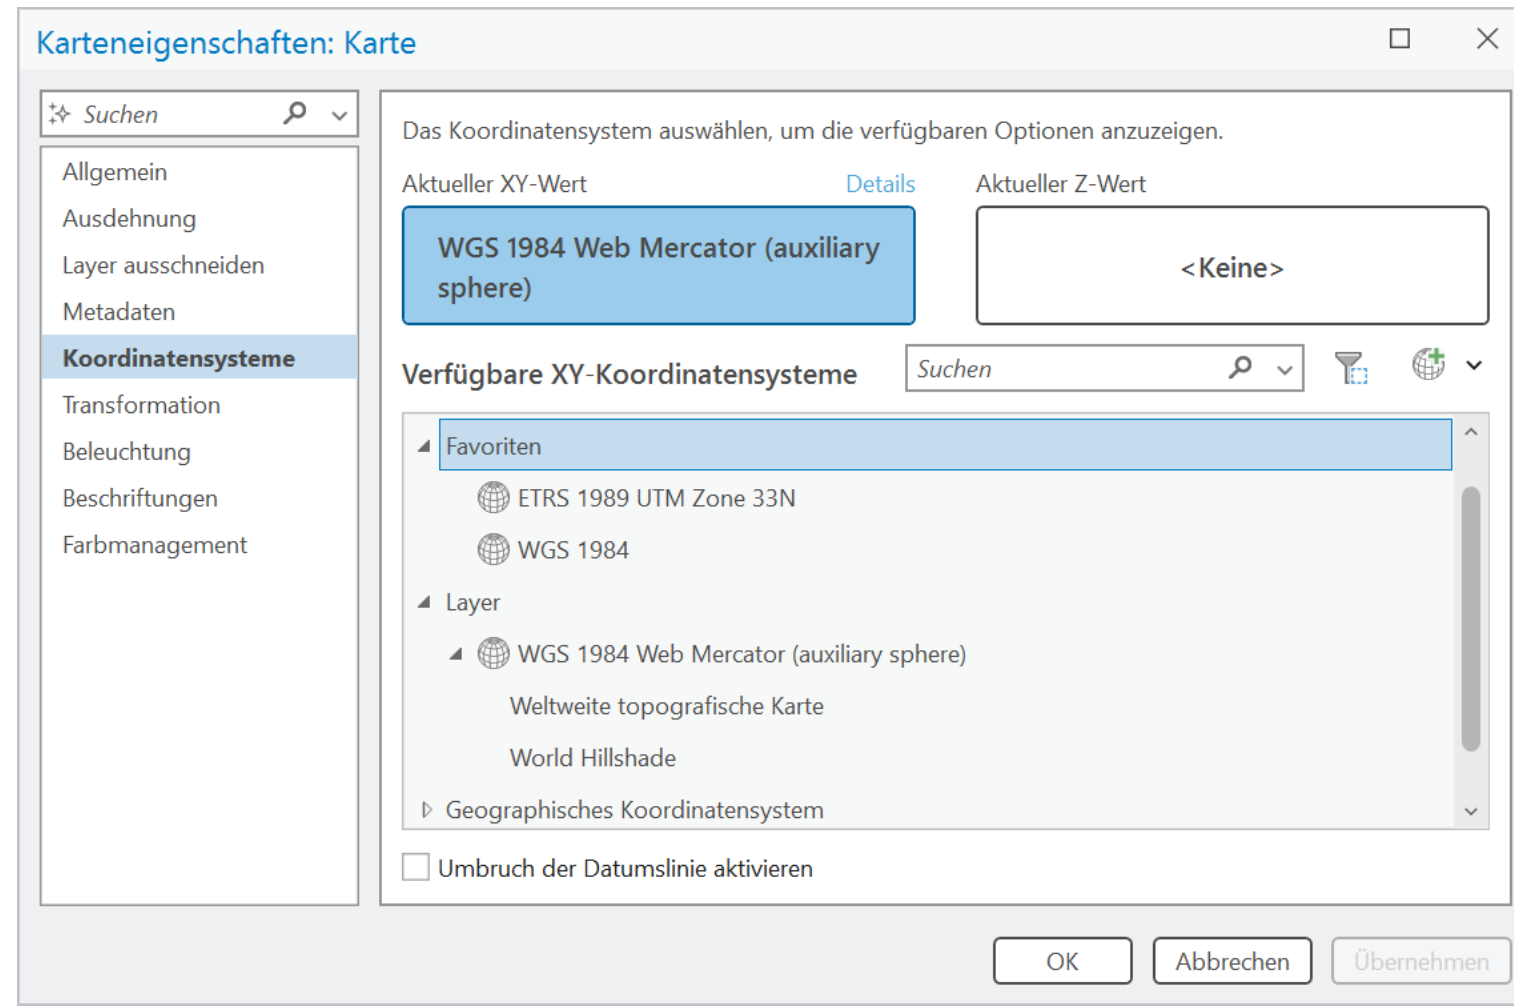 Karteneigenschaften: Karte
Suchen
Allgemein
Ausdehnung
Layer ausschneiden
Metadaten
Koordinatensysteme
Transformation
Beleuchtung
Beschriftungen
Farbmanagement
Das Koordinatensystem auswählen, um die verfügbaren Optionen anzuzeigen.
Aktueller XY-Wert
Details
Aktueller Z-Wert
WGS 1984 Web Mercator (auxiliary
sphere)
<Keine>
Verfügbare XY-Koordinatensysteme
Suchen
Favoriten
ETRS 1989 UTM Zone 33N
WGS 1984
Layer
WGS 1984 Web Mercator (auxiliary sphere)
Weltweite topografische Karte
World Hillshade
Geographisches Koordinatensystem
Umbruch der Datumslinie aktivieren
OK
Abbrechen
Übernehmen